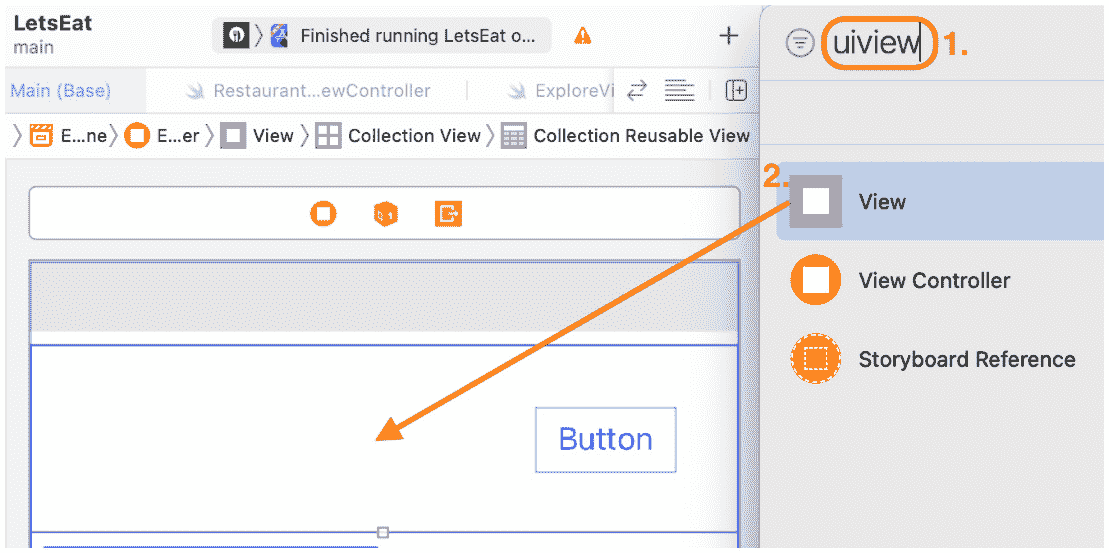 LetsEat
main
Finished running LetsEat o...
uiview
1.
Main (Base)
Restaurant...ewController
ExploreVi
E...ne
E...er
View
Collection View
Collection Reusable View
2.
View
View Controller
Storyboard Reference
Button